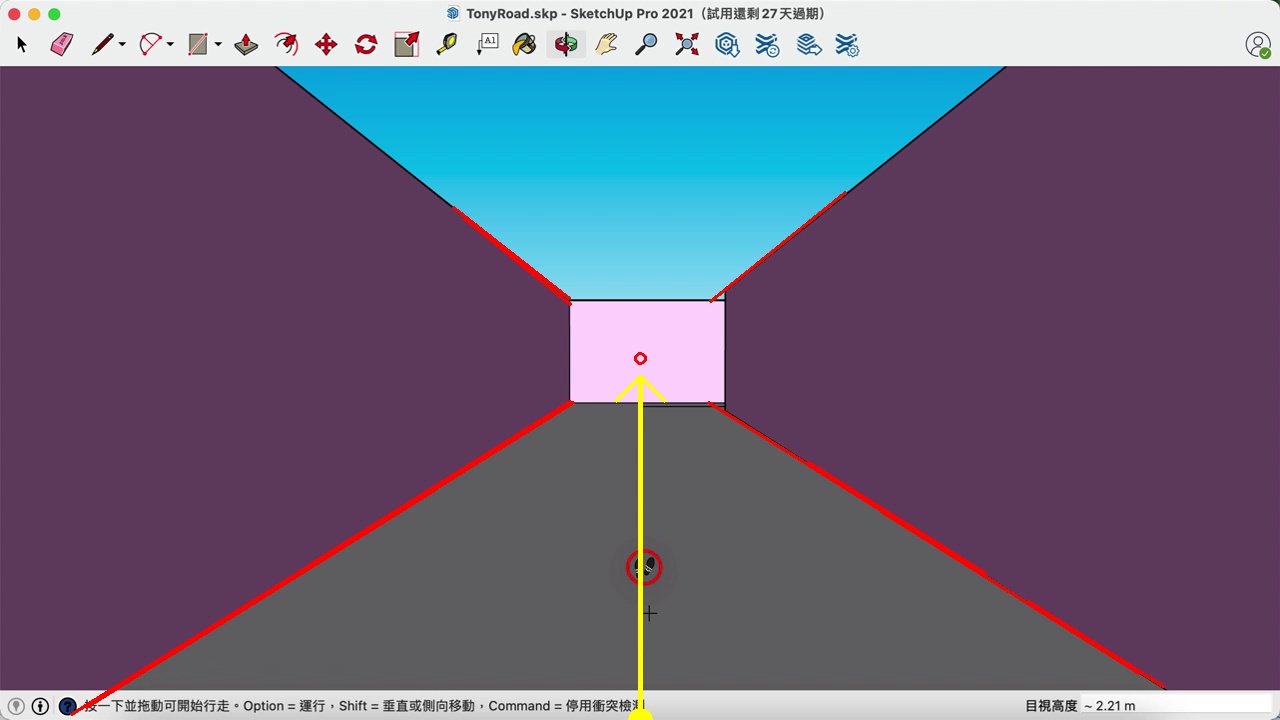 TonyRoad.skp - SketchUp Pro 2021（試用還剩 27 天過期）
A1
按一下並拖動可開始行走。Option = 運行，Shift = 垂直或側向移動，Command = 停用衝突檢測
目視高度 ~ 2.21 m